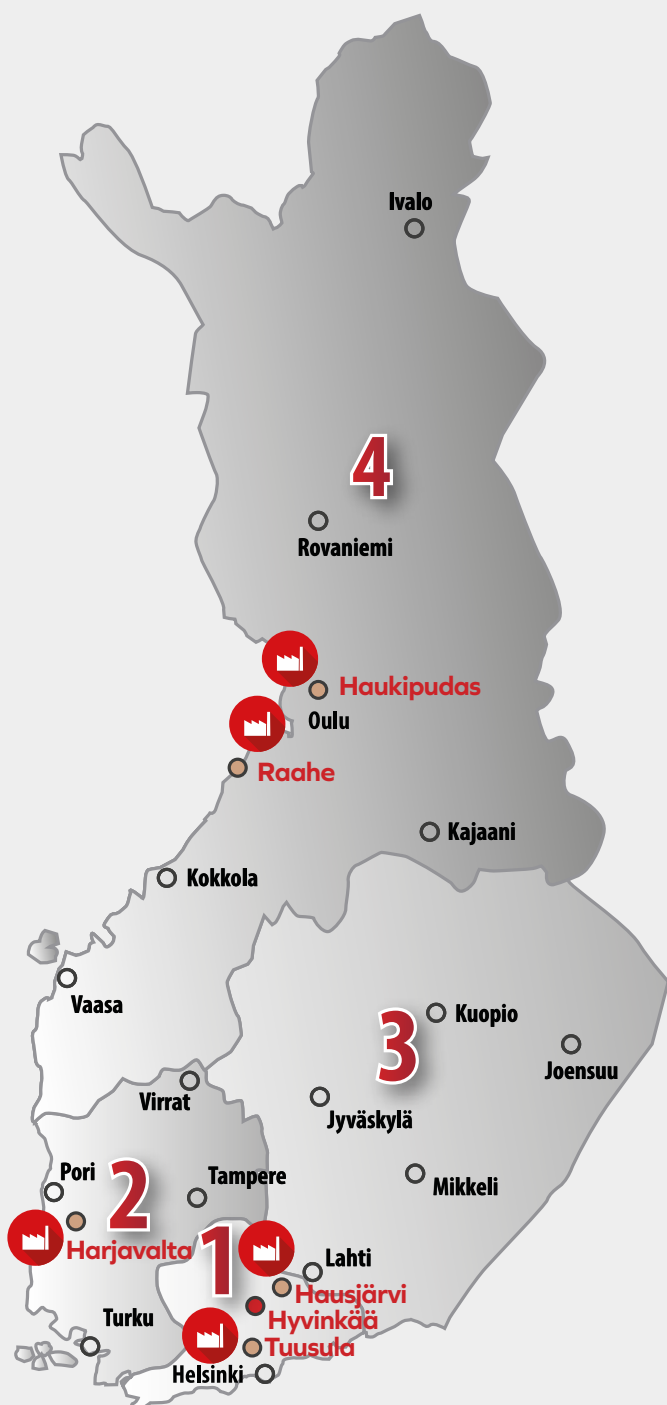 Ivalo
4
Rovaniemi
Haukipudas
Oulu
Raahe
Kajaani
Kokkola
Vaasa
3
Kuopio
Joensuu
Virrat
Jyväskylä
Pori
2
Tampere
Mikkeli
Harjavalta
1
Lahti
Hausjärvi
Hyvinkää
Turku
Tuusula
Helsinki